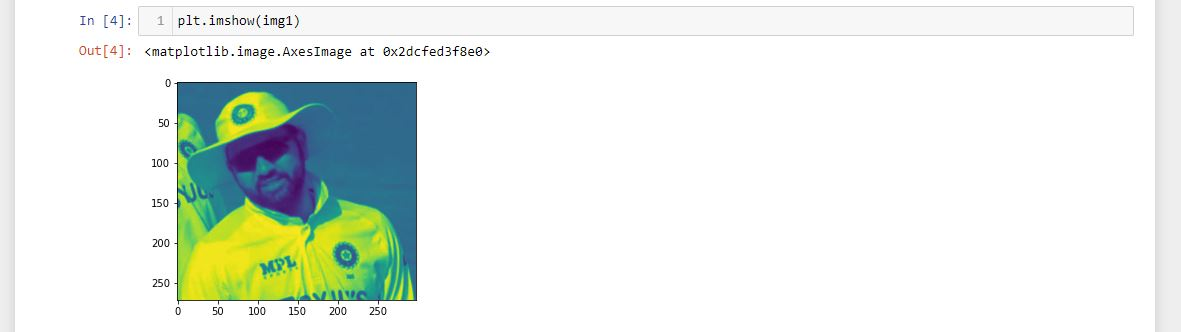 In [4]: 1 plt.imshow(img1)
Out[4]: <matplotlib.image.AxesImage at 0x2dcfed3f8e0>
0
50
100
150
200
250
MPL
0 50 100 150 200 250